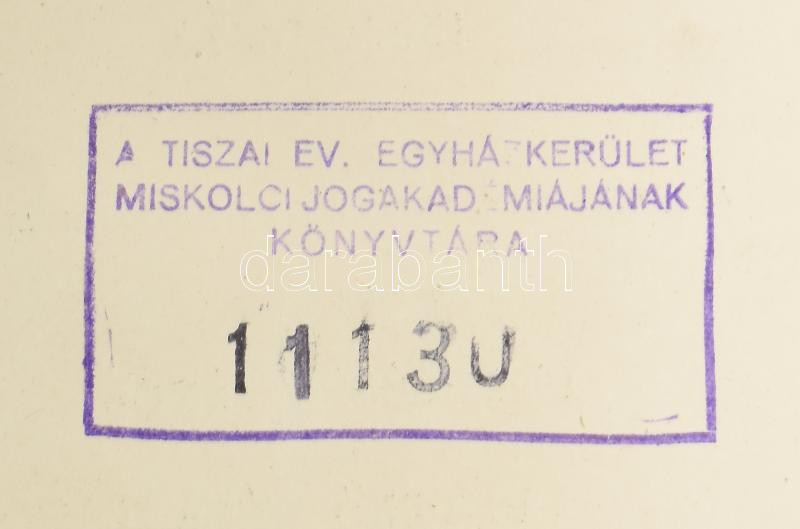 A TISZAI EV. EGYHÁZKERÜLET
MISKOLCI JOGAKADÉMIÁJÁNAK
KÖNYVTÁRA
darabanth
11130